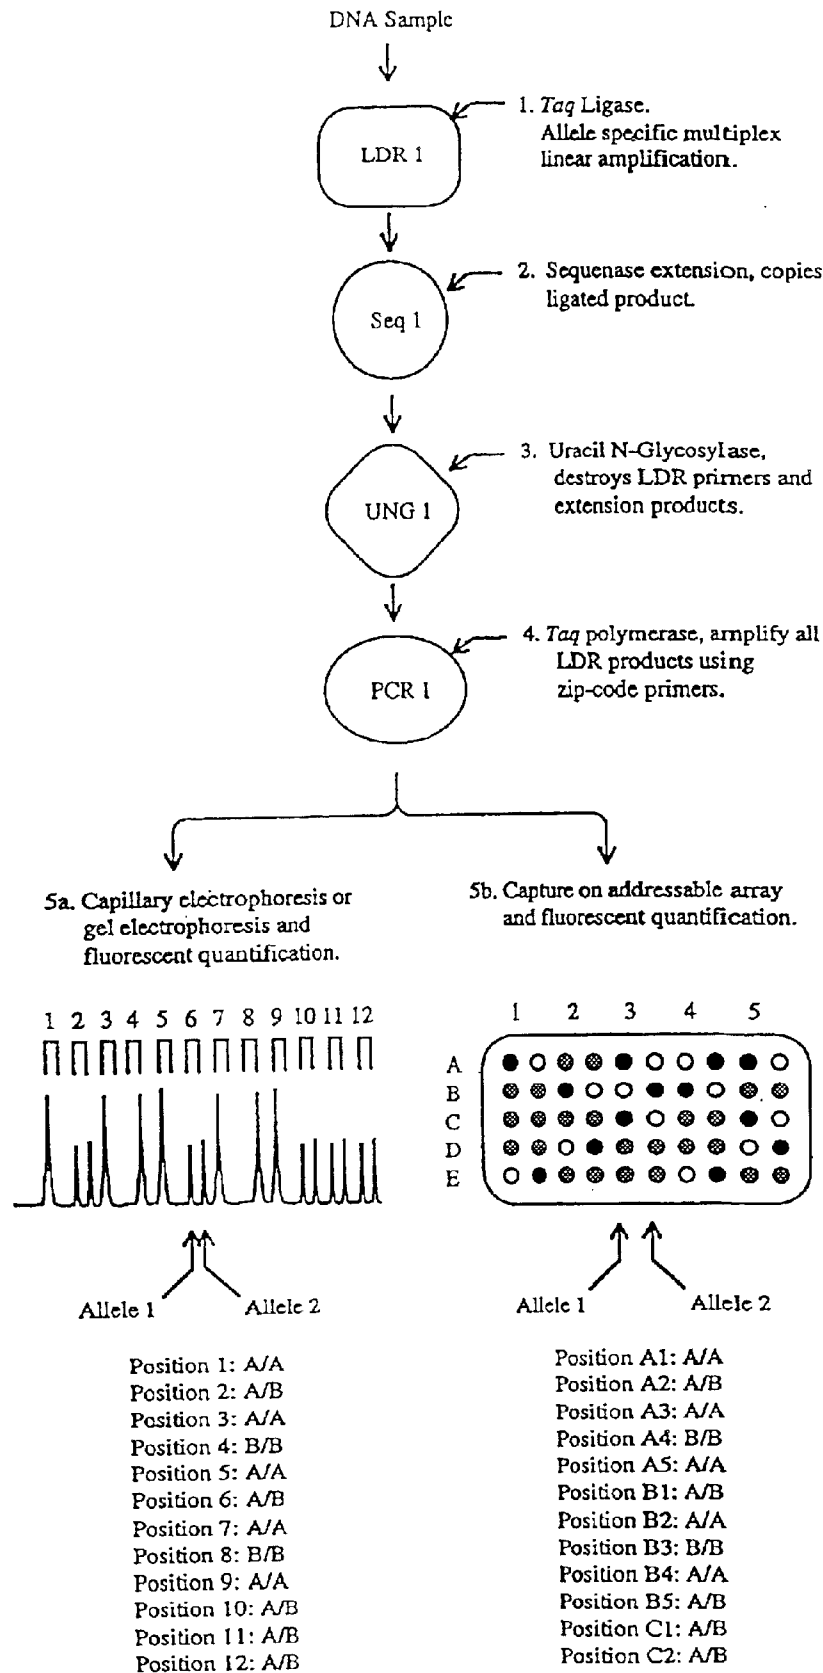 DNA Sample
LDR 1
1. Taq Ligase.
Allele specific multiplex
linear amplification.
Seq 1
2. Sequenase extension, copies
ligated product.
UNG 1
3. Uracil N-Glycosylase,
destroys LDR primers and
extension products.
PCR 1
4. Taq polymerase, amplify all
LDR products using
zip-code primers.
5a. Capillary electrophoresis or
gel electrophoresis and
fluorescent quantification.
1 2 3 4 5 6 7 8 9 10 11 12
Allele 1
Allele 2
Position 1: A/A
Position 2: A/B
Position 3: A/A
Position 4: B/B
Position 5: A/A
Position 6: A/B
Position 7: A/A
Position 8: B/B
Position 9: A/A
Position 10: A/B
Position 11: A/B
Position 12: A/B
5b. Capture on addressable array
and fluorescent quantification.
1 2 3 4 5
A
B
C
D
E
Allele 1
Allele 2
Position A1: A/A
Position A2: A/B
Position A3: A/A
Position A4: B/B
Position A5: A/A
Position B1: A/B
Position B2: A/A
Position B3: B/B
Position B4: A/A
Position B5: A/B
Position C1: A/B
Position C2: A/B